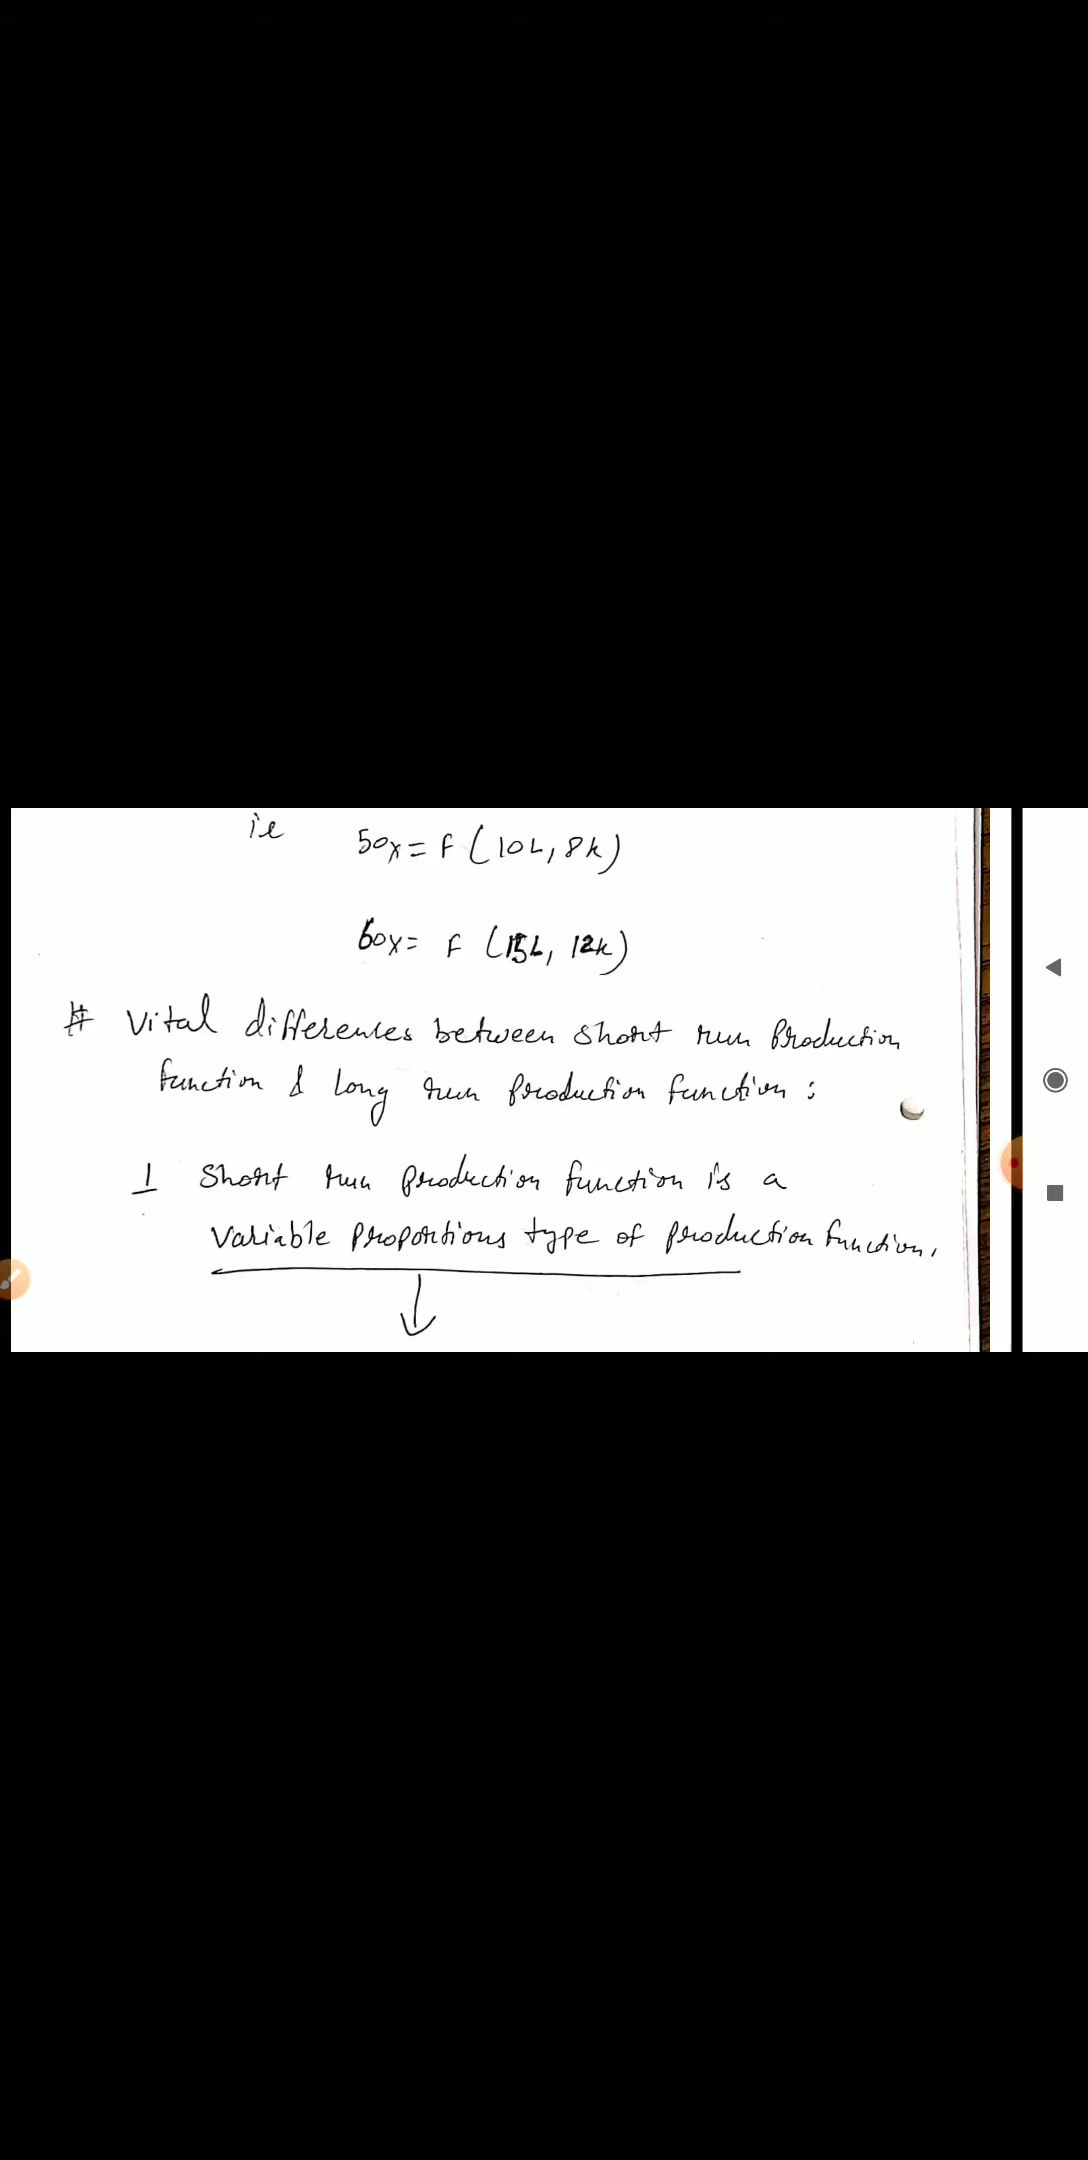 ie
50x = f (10L, 8k)
60x = f (15L, 12k)
# Vital differences between short run Production
function & long run production function :
1 Short run production function is a
variable proportions type of production function.